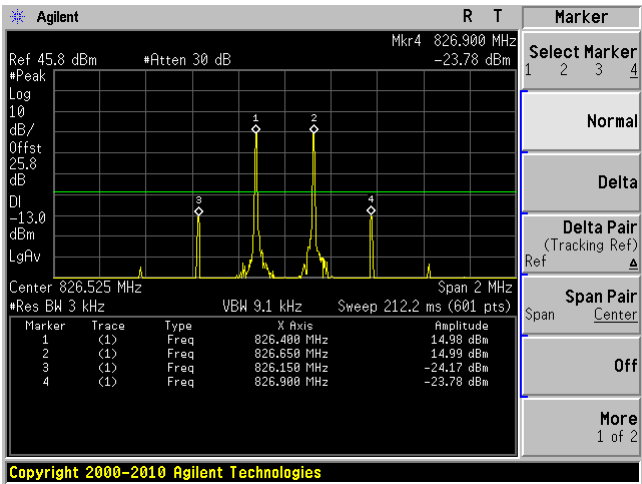 Agilent R T
Mkr4 826.900 MHz
Ref 45.8 dBm #Atten 30 dB -23.78 dBm
#Peak
Log
10
dB/
Offst
25.8
dB
DI
-13.0
dBm
LgAv
1
2
3
4
Center 826.525 MHz Span 2 MHz
#Res BW 3 kHz VBW 9.1 kHz Sweep 212.2 ms (601 pts)
Marker Trace Type X Axis Amplitude
1 (1) Freq 826.400 MHz 14.98 dBm
2 (1) Freq 826.650 MHz 14.99 dBm
3 (1) Freq 826.150 MHz -24.17 dBm
4 (1) Freq 826.900 MHz -23.78 dBm
Copyright 2000-2010 Agilent Technologies
Marker
Select Marker
1 2 3 4
Normal
Delta
Delta Pair
(Tracking Ref)
Ref Δ
Span Pair
Span Center
Off
More
1 of 2